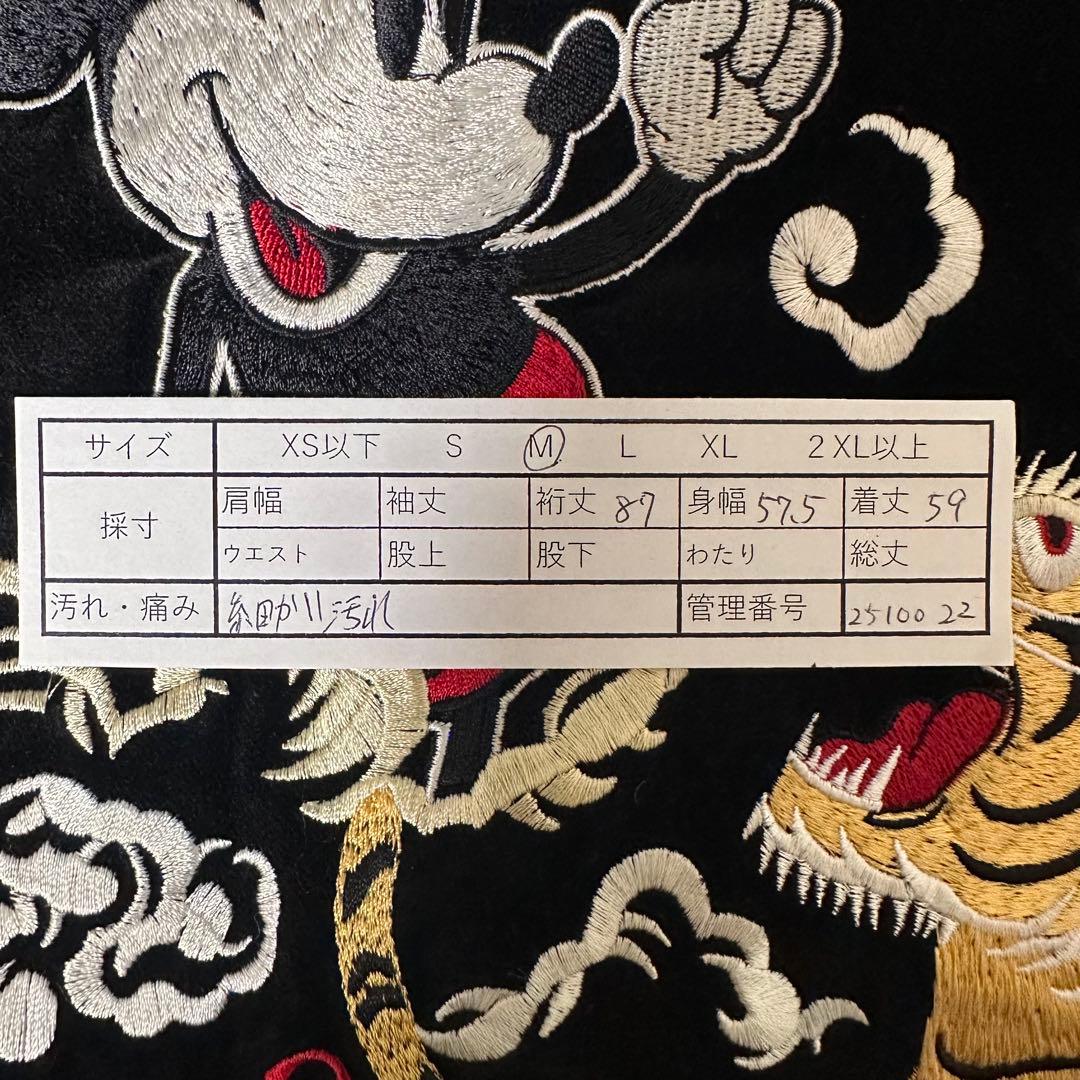 サイズ XS以下 S M L XL 2XL以上
採寸 肩幅 袖丈 裄丈 87 身幅 57.5 着丈 59
ウエスト 股上 股下 わたり 総丈
汚れ・痛み 細かい汚れ 管理番号 2510022